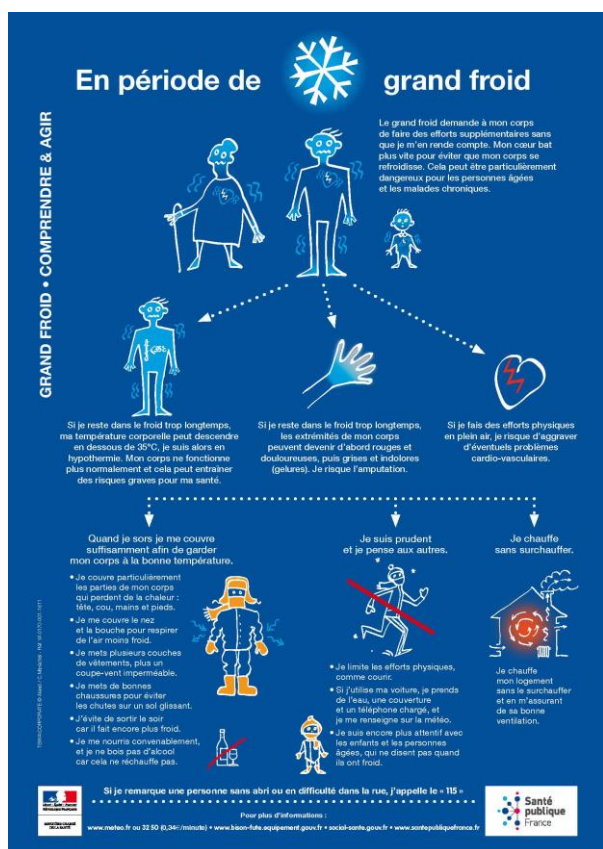 En période de grand froid
Le grand froid demande à mon corps
de faire des efforts supplémentaires sans
que je m'en rende compte. Mon cœur bat
plus vite pour éviter que mon corps se
refroidisse. Cela peut être particulièrement
dangereux pour les personnes âgées
et les malades chroniques.
GRAND FROID • COMPRENDRE & AGIR
Si je reste dans le froid trop longtemps,
ma température corporelle peut descendre
en dessous de 35°C, je suis alors en
hypothermie. Mon corps ne fonctionne
plus normalement et cela peut entraîner
des risques graves pour ma santé.
Si je reste dans le froid trop longtemps,
les extrémités de mon corps
peuvent devenir d'abord rouges et
douloureuses, puis grises et indolores
(gelures). Je risque l'amputation.
Si je fais des efforts physiques
en plein air, je risque d'aggraver
d'éventuels problèmes
cardio-vasculaires.
Quand je sors je me couvre
suffisamment afin de garder
mon corps à la bonne température.
• Je couvre particulièrement
les parties de mon corps
qui perdent de la chaleur :
tête, cou, mains et pieds.
• Je me couvre le nez
et la bouche pour respirer
de l'air moins froid.
• Je mets plusieurs couches
de vêtements, plus un
coupe-vent imperméable.
• Je mets de bonnes
chaussures pour éviter
les chutes sur un sol glissant.
• J'évite de sortir le soir
car il fait encore plus froid.
• Je me nourris convenablement,
et je ne bois pas d'alcool
car cela ne réchauffe pas.
Je suis prudent
et je pense aux autres.
• Je limite les efforts physiques,
comme courir.
• Si j'utilise ma voiture, je prends
de l'eau, une couverture
et un téléphone chargé, et
je me renseigne sur la météo.
• Je suis encore plus attentif avec
les enfants et les personnes
âgées, qui ne disent pas quand
ils ont froid.
Je chauffe
sans surchauffer.
Je chauffe
mon logement
sans le surchauffer
et en m'assurant
de sa bonne
ventilation.
Si je remarque une personne sans abri ou en difficulté dans la rue, j'appelle le « 115 »
Pour plus d'informations :
www.meteo.fr ou 32 50 (0,34€/minute) • www.bison-fute.equipement.gouv.fr • social-sante.gouv.fr • www.santepubliquefrance.fr
Santé
publique
France